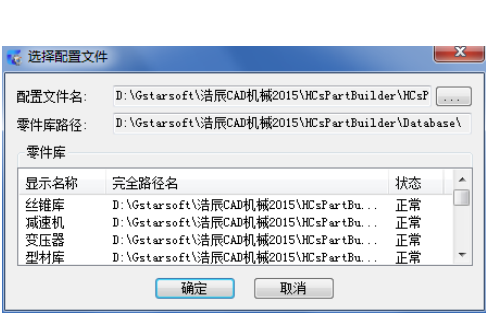 选择配置文件
配置文件名: D:\Gstarsoft\浩辰CAD机械2015\HCsPartBuilder\HCsP ...
零件库路径: D:\Gstarsoft\浩辰CAD机械2015\HCsPartBuilder\Database\
零件库
显示名称 完全路径名 状态
丝锥库 D:\Gstarsoft\浩辰CAD机械2015\HCsPartBu... 正常
减速机 D:\Gstarsoft\浩辰CAD机械2015\HCsPartBu... 正常
变压器 D:\Gstarsoft\浩辰CAD机械2015\HCsPartBu... 正常
型材库 D:\Gstarsoft\浩辰CAD机械2015\HCsPartBu... 正常
确定 取消